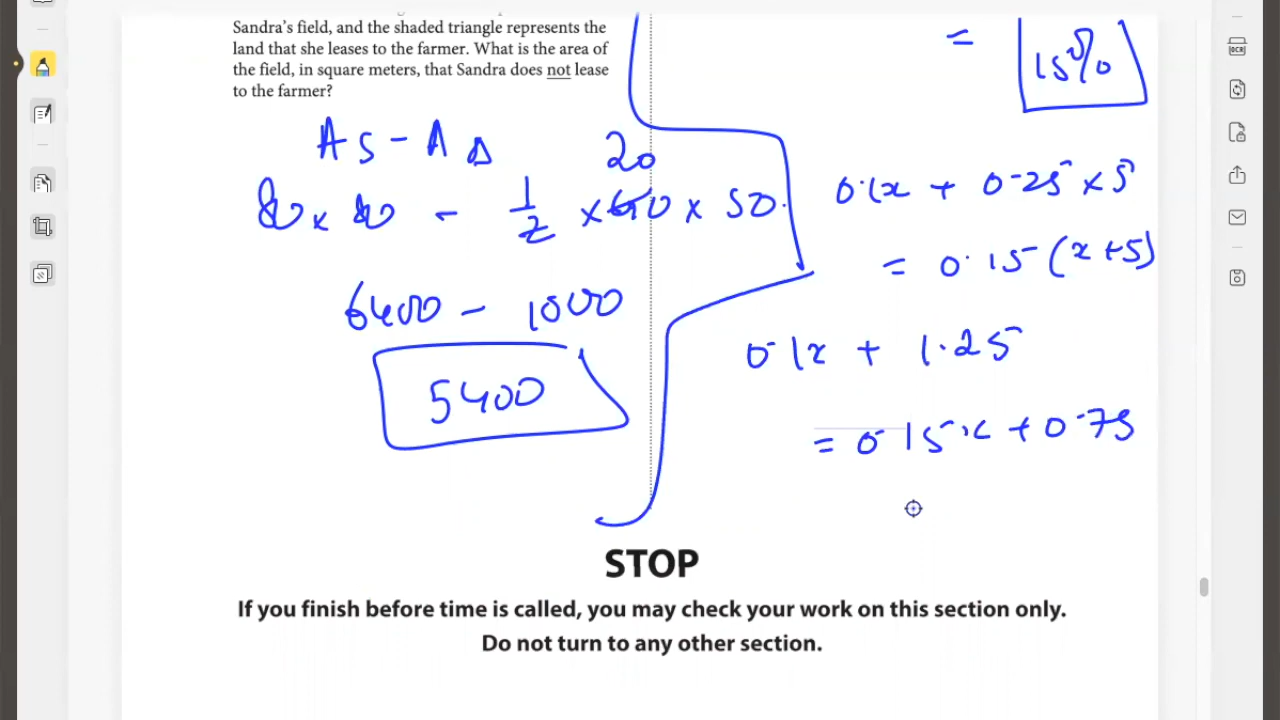 Sandra's field, and the shaded triangle represents the
land that she leases to the farmer. What is the area of
the field, in square meters, that Sandra does not lease
to the farmer?
As - A△
20
80 x 80 - 1/2 x 40 x 50.
6400 - 1000
5400
= 15%
0.1x + 0.25 x 5
= 0.15 (x+5)
0.1x + 1.25
= 0.15x + 0.75
STOP
If you finish before time is called, you may check your work on this section only.
Do not turn to any other section.
OCR